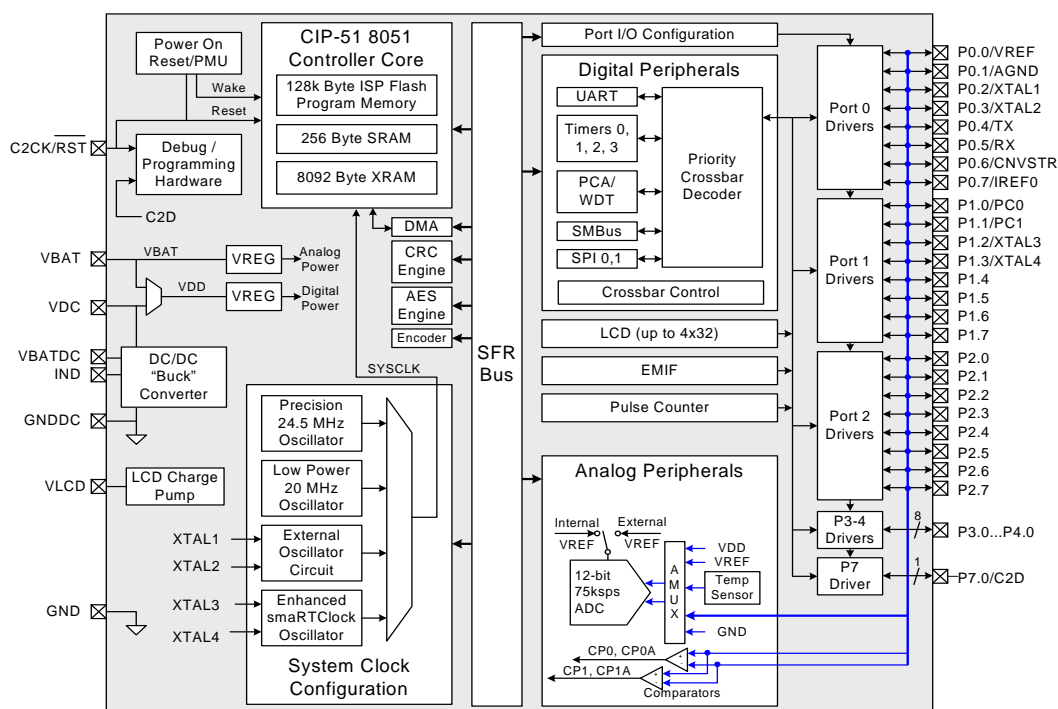 Power On
Reset/PMU
Wake
Reset
C2CK/RST
Debug /
Programming
Hardware
C2D
CIP-51 8051
Controller Core
128k Byte ISP Flash
Program Memory
256 Byte SRAM
8092 Byte XRAM
VBAT
VBAT
VREG
Analog
Power
VDD
VREG
Digital
Power
VDC
VBATDC
IND
DC/DC
"Buck"
Converter
GNDDC
VLCD
LCD Charge
Pump
GND
DMA
CRC
Engine
AES
Engine
Encoder
SYSCLK
Precision
24.5 MHz
Oscillator
Low Power
20 MHz
Oscillator
XTAL1
XTAL2
External
Oscillator
Circuit
XTAL3
XTAL4
Enhanced
smaRTClock
Oscillator
System Clock
Configuration
SFR
Bus
Port I/O Configuration
Digital Peripherals
UART
Timers 0,
1, 2, 3
PCA/
WDT
SMBus
SPI 0,1
Priority
Crossbar
Decoder
Crossbar Control
LCD (up to 4x32)
EMIF
Pulse Counter
Analog Peripherals
Internal
VREF
External
VREF
12-bit
75ksps
ADC
A
M
U
X
VDD
VREF
Temp
Sensor
GND
CP0, CP0A
CP1, CP1A
+
-
+
-
Comparators
Port 0
Drivers
Port 1
Drivers
Port 2
Drivers
P3-4
Drivers
P7
Driver
8
1
P0.0/VREF
P0.1/AGND
P0.2/XTAL1
P0.3/XTAL2
P0.4/TX
P0.5/RX
P0.6/CNVSTR
P0.7/IREF0
P1.0/PC0
P1.1/PC1
P1.2/XTAL3
P1.3/XTAL4
P1.4
P1.5
P1.6
P1.7
P2.0
P2.1
P2.2
P2.3
P2.4
P2.5
P2.6
P2.7
P3.0...P4.0
P7.0/C2D